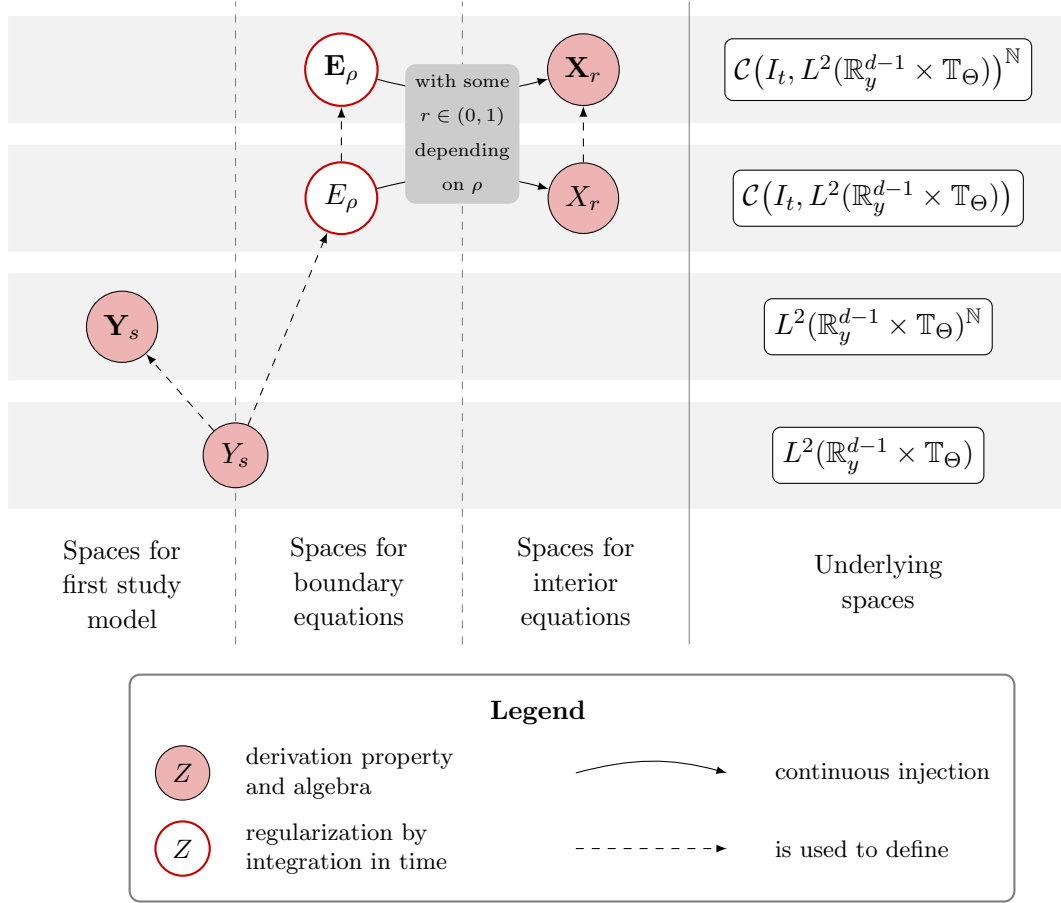 𝐄_ρ
with some
r ∈ (0, 1)
depending
on ρ
𝐗_r
𝒞(I_t, L²(ℝ_y^{d−1} × 𝕋_Θ))^ℕ
E_ρ
X_r
𝒞(I_t, L²(ℝ_y^{d−1} × 𝕋_Θ))
𝐘_s
L²(ℝ_y^{d−1} × 𝕋_Θ)^ℕ
Y_s
L²(ℝ_y^{d−1} × 𝕋_Θ)
Spaces for
first study
model
Spaces for
boundary
equations
Spaces for
interior
equations
Underlying
spaces
Legend
Z
derivation property
and algebra
continuous injection
Z
regularization by
integration in time
is used to define